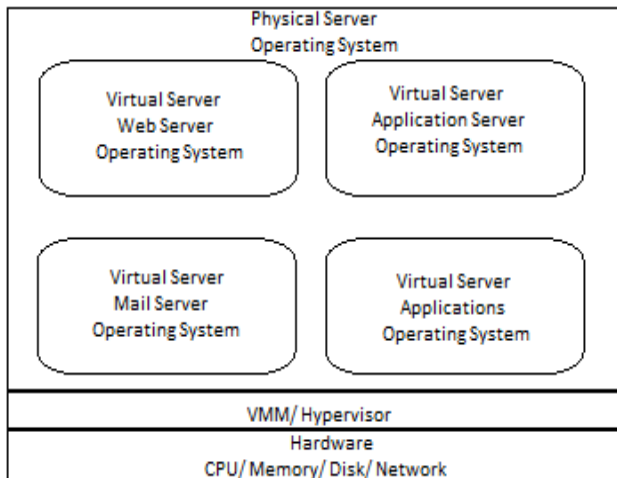 Physical Server
Operating System
Virtual Server
Web Server
Operating System
Virtual Server
Application Server
Operating System
Virtual Server
Mail Server
Operating System
Virtual Server
Applications
Operating System
VMM/ Hypervisor
Hardware
CPU/ Memory/ Disk/ Network